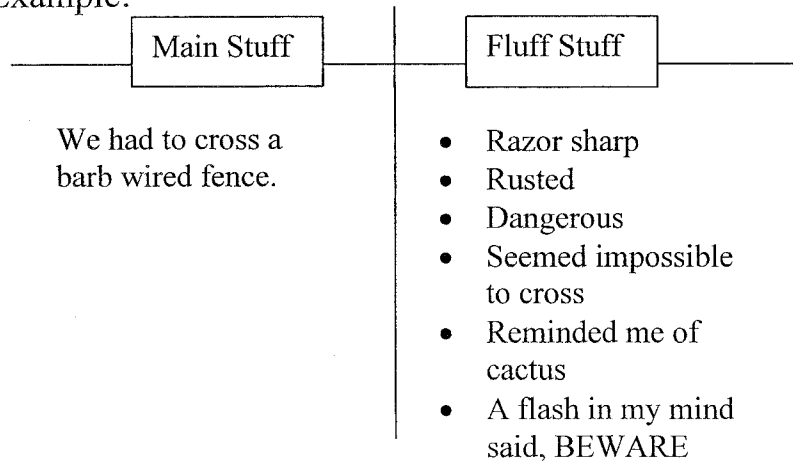 Example:
Main Stuff
Fluff Stuff
We had to cross a
barb wired fence.
• Razor sharp
• Rusted
• Dangerous
• Seemed impossible
to cross
• Reminded me of
cactus
• A flash in my mind
said, BEWARE